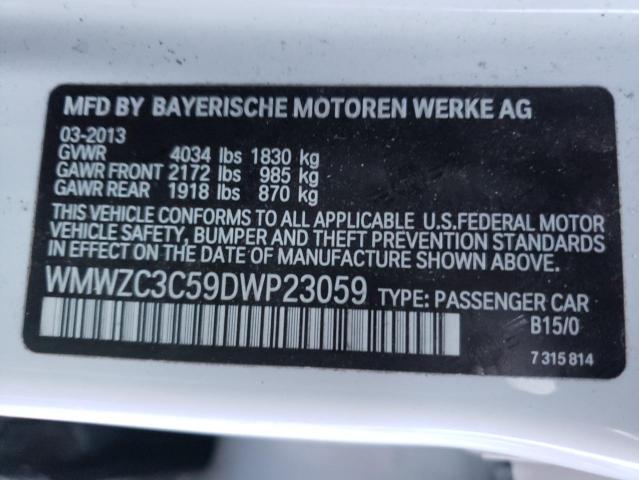 MFD BY BAYERISCHE MOTOREN WERKE AG
03-2013
GVWR 4034 lbs 1830 kg
GAWR FRONT 2172 lbs 985 kg
GAWR REAR 1918 lbs 870 kg
THIS VEHICLE CONFORMS TO ALL APPLICABLE U.S.FEDERAL MOTOR
VEHICLE SAFETY, BUMPER AND THEFT PREVENTION STANDARDS
IN EFFECT ON THE DATE OF MANUFACTURE SHOWN ABOVE.
WMWZC3C59DWP23059 TYPE: PASSENGER CAR
B15/0
7 315 814